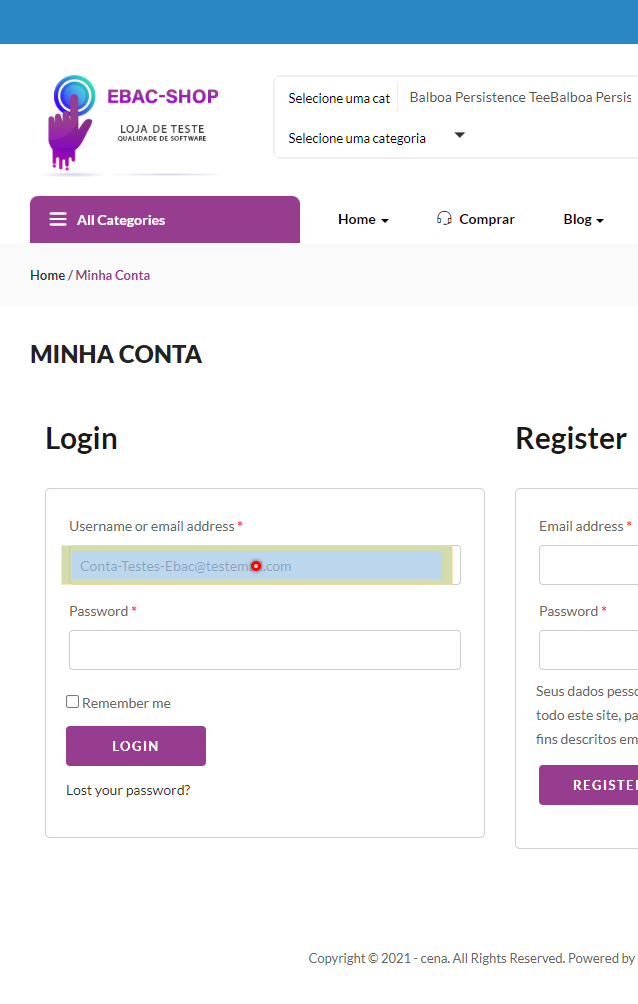 EBAC-SHOP
LOJA DE TESTE
QUALIDADE DE SOFTWARE
Selecione uma cat
Balboa Persistence TeeBalboa Persis
Selecione uma categoria
All Categories
Home
Comprar
Blog
Home / Minha Conta
MINHA CONTA
Login
Username or email address *
Conta-Testes-Ebac@testem .com
Password *
Remember me
LOGIN
Lost your password?
Register
Email address *
Password *
Seus dados pesso
todo este site, pa
fins descritos em
REGISTER
Copyright © 2021 - cena. All Rights Reserved. Powered by